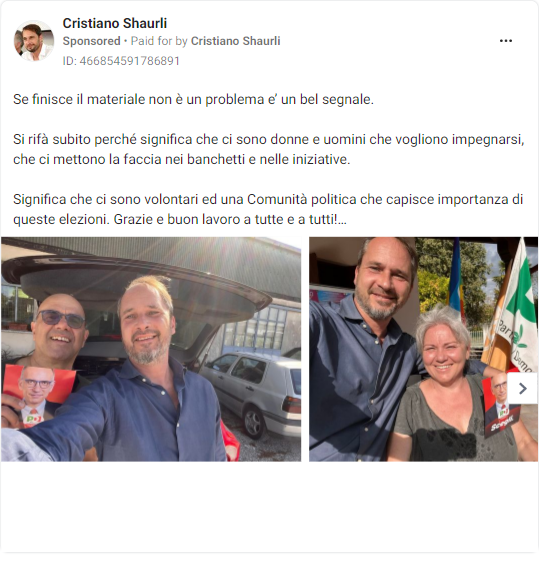 Cristiano Shaurli
Sponsored • Paid for by Cristiano Shaurli
ID: 466854591786891
Se finisce il materiale non è un problema e' un bel segnale.
Si rifà subito perché significa che ci sono donne e uomini che vogliono impegnarsi,
che ci mettono la faccia nei banchetti e nelle iniziative.
Significa che ci sono volontari ed una Comunità politica che capisce importanza di
queste elezioni. Grazie e buon lavoro a tutte e a tutti!...
Scegli